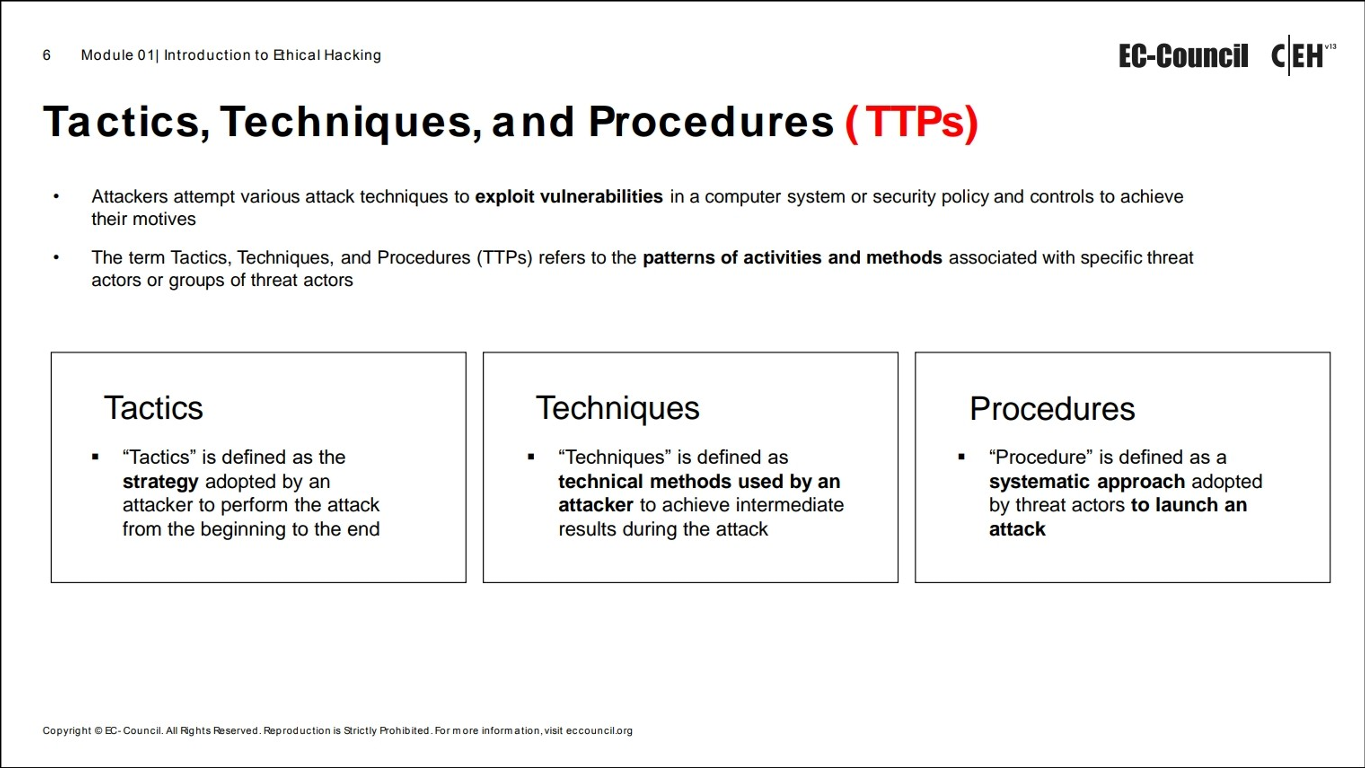 6 Module 01| Introduction to Ethical Hacking
EC-Council C|EH v13
Tactics, Techniques, and Procedures (TTPs)
• Attackers attempt various attack techniques to exploit vulnerabilities in a computer system or security policy and controls to achieve
their motives
• The term Tactics, Techniques, and Procedures (TTPs) refers to the patterns of activities and methods associated with specific threat
actors or groups of threat actors
Tactics
▪ “Tactics” is defined as the
strategy adopted by an
attacker to perform the attack
from the beginning to the end
Techniques
▪ “Techniques” is defined as
technical methods used by an
attacker to achieve intermediate
results during the attack
Procedures
▪ “Procedure” is defined as a
systematic approach adopted
by threat actors to launch an
attack
Copyright © EC-Council. All Rights Reserved. Reproduction is Strictly Prohibited. For more information, visit eccouncil.org